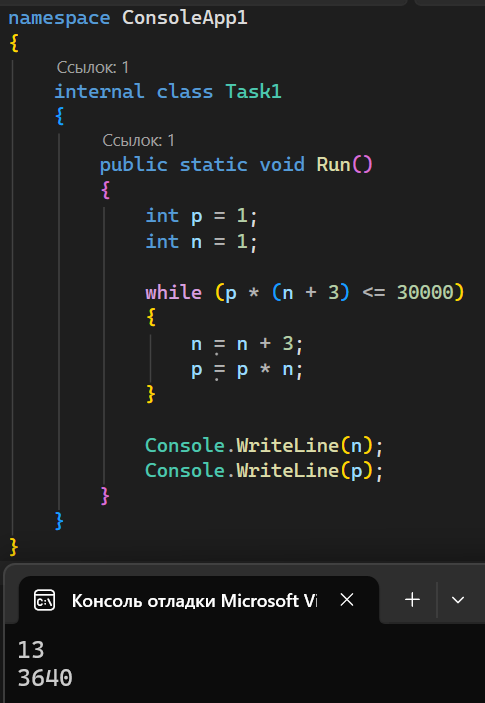 namespace ConsoleApp1
{
Ссылок: 1
internal class Task1
{
Ссылок: 1
public static void Run()
{
int p = 1;
int n = 1;
while (p * (n + 3) <= 30000)
{
n = n + 3;
p = p * n;
}
Console.WriteLine(n);
Console.WriteLine(p);
}
}
}
Консоль отладки Microsoft Vi
13
3640